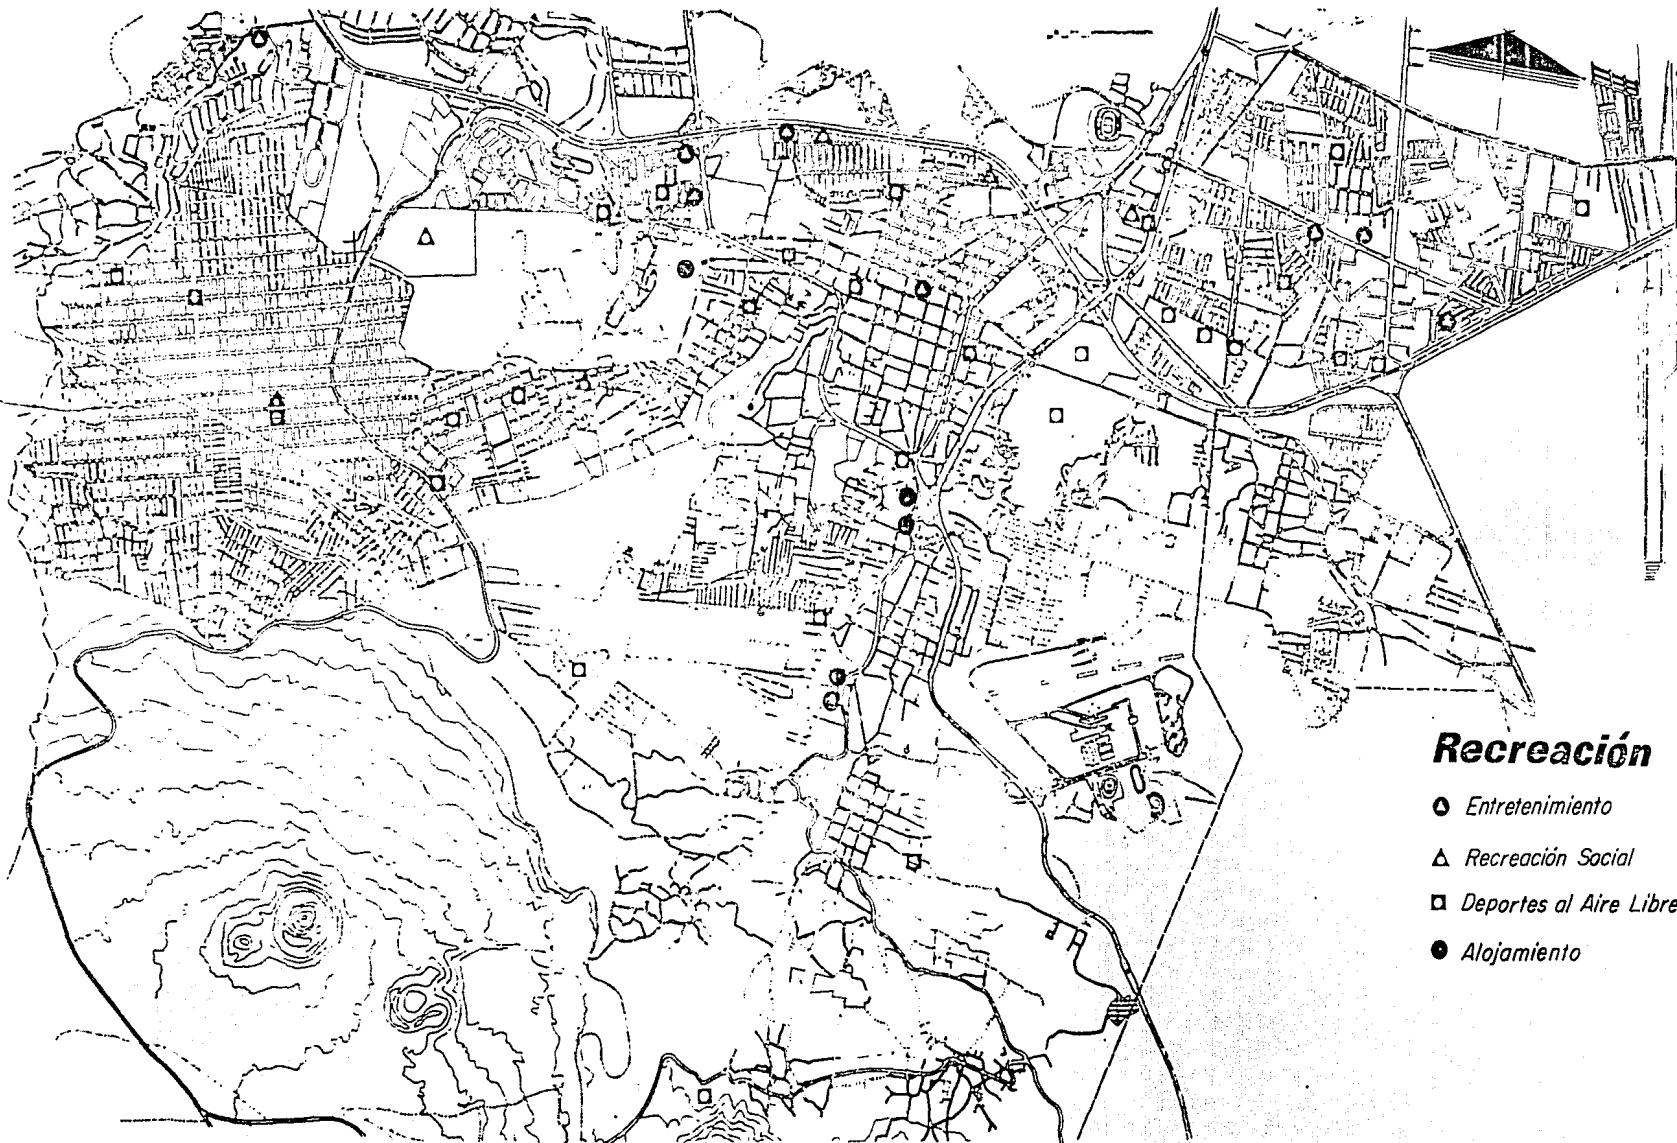 Recreación
Entretenimiento
Recreación Social
Deportes al Aire Libre
Alojamiento